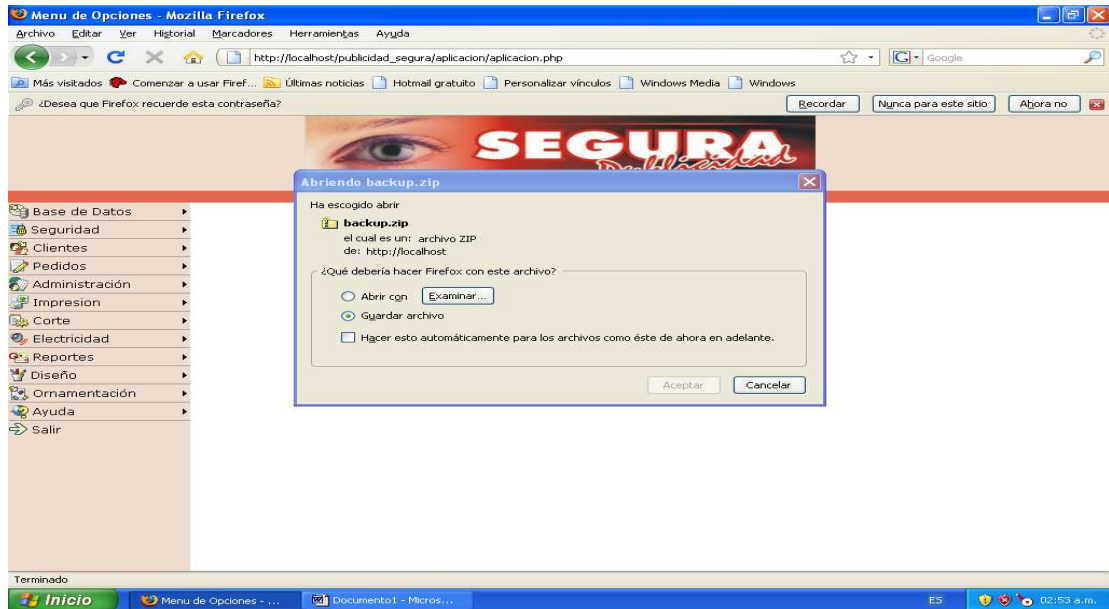 Menu de Opciones - Mozilla Firefox
Archivo Editar Ver Historial Marcadores Herramientas Ayuda
http://localhost/publicidad_segura/aplicacion/aplicacion.php
Google
Más visitados Comenzar a usar Firef... Últimas noticias Hotmail gratuito Personalizar vínculos Windows Media Windows
¿Desea que Firefox recuerde esta contraseña? Recordar Nunca para este sitio Ahora no
SEGURA
Publicidad
Abriendo backup.zip
Ha escogido abrir
backup.zip
el cual es un: archivo ZIP
de: http://localhost
¿Qué debería hacer Firefox con este archivo?
Abrir con Examinar...
Guardar archivo
Hacer esto automáticamente para los archivos como éste de ahora en adelante.
Aceptar Cancelar
Base de Datos
Seguridad
Clientes
Pedidos
Administración
Impresion
Corte
Electricidad
Reportes
Diseño
Ornamentación
Ayuda
Salir
Terminado
Inicio Menu de Opciones - ... Documento1 - Micros... ES 02:53 a.m.